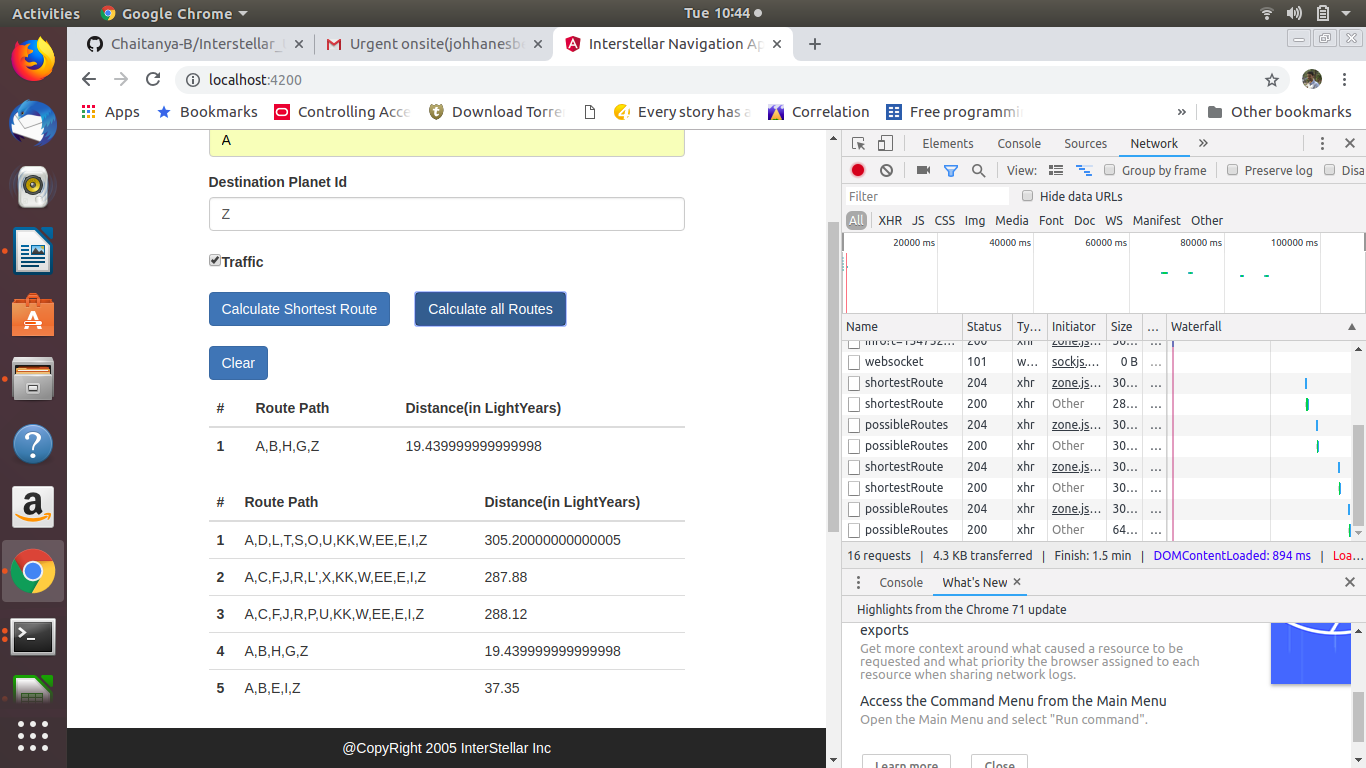 Activities Google Chrome Tue 10:44
Chaitanya-B/Interstellar_ Urgent onsite(johhanesb Interstellar Navigation Ap
localhost:4200
Apps Bookmarks Controlling Acce Download Torre Every story has a Correlation Free programmi » Other bookmarks
A
Destination Planet Id
Z
Traffic
Calculate Shortest Route Calculate all Routes
Clear
# Route Path Distance(in LightYears)
1 A,B,H,G,Z 19.439999999999998
# Route Path Distance(in LightYears)
1 A,D,L,T,S,O,U,KK,W,EE,E,I,Z 305.20000000000005
2 A,C,F,J,R,L',X,KK,W,EE,E,I,Z 287.88
3 A,C,F,J,R,P,U,KK,W,EE,E,I,Z 288.12
4 A,B,H,G,Z 19.439999999999998
5 A,B,E,I,Z 37.35
@CopyRight 2005 InterStellar Inc
Elements Console Sources Network »
View: Group by frame Preserve log Disa
Filter Hide data URLs
All XHR JS CSS Img Media Font Doc WS Manifest Other
20000 ms 40000 ms 60000 ms 80000 ms 100000 ms
Name Status Ty... Initiator Size ... Waterfall
200 xhr zone.js...
websocket 101 w... sockjs.... 0 B ...
shortestRoute 204 xhr zone.js... 30... ...
shortestRoute 200 xhr Other 28... ...
possibleRoutes 204 xhr zone.js... 30... ...
possibleRoutes 200 xhr Other 30... ...
shortestRoute 204 xhr zone.js... 30... ...
shortestRoute 200 xhr Other 30... ...
possibleRoutes 204 xhr zone.js... 30... ...
possibleRoutes 200 xhr Other 64... ...
16 requests | 4.3 KB transferred | Finish: 1.5 min | DOMContentLoaded: 894 ms | Loa...
Console What's New
Highlights from the Chrome 71 update
exports
Get more context around what caused a resource to be
requested and what priority the browser assigned to each
resource when sharing network logs.
Access the Command Menu from the Main Menu
Open the Main Menu and select "Run command".
Learn more Close